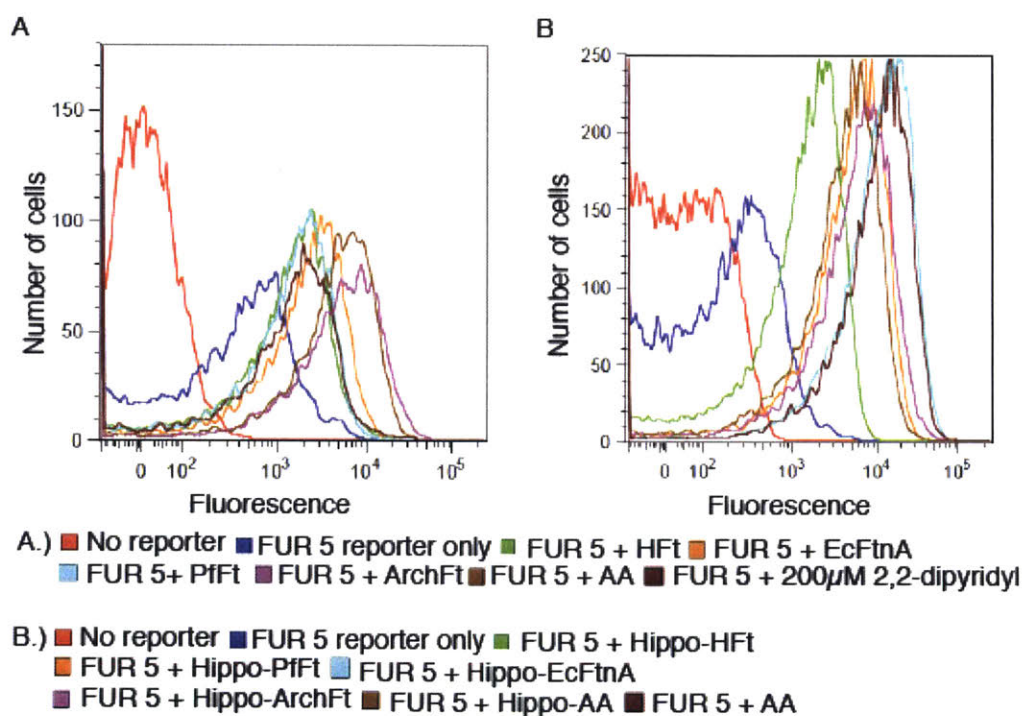 A
B
Number of cells
150
100
50
0
0 10² 10³ 10⁴ 10⁵
Fluorescence
Number of cells
250
200
150
100
50
0
0 10² 10³ 10⁴ 10⁵
Fluorescence
A.) No reporter FUR 5 reporter only FUR 5 + HFt FUR 5 + EcFtnA
FUR 5+ PfFt FUR 5 + ArchFt FUR 5 + AA FUR 5 + 200µM 2,2-dipyridyl
B.) No reporter FUR 5 reporter only FUR 5 + Hippo-HFt
FUR 5 + Hippo-PfFt FUR 5 + Hippo-EcFtnA
FUR 5 + Hippo-ArchFt FUR 5 + Hippo-AA FUR 5 + AA